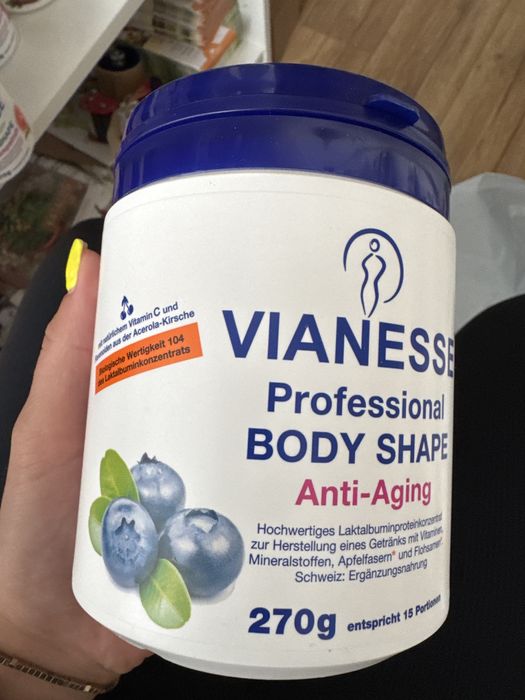 mit natürlichem Vitamin C und
aus der Acerola-Kirsche
Biologische Wertigkeit 104
des Laktalbuminkonzentrats
VIANESSE
Professional
BODY SHAPE
Anti-Aging
Hochwertiges Laktalbuminproteinkonzentrat
zur Herstellung eines Getränks mit Vitaminen,
Mineralstoffen, Apfelfasern* und Flohsamen*.
Schweiz: Ergänzungsnahrung
270g entspricht 15 Portionen